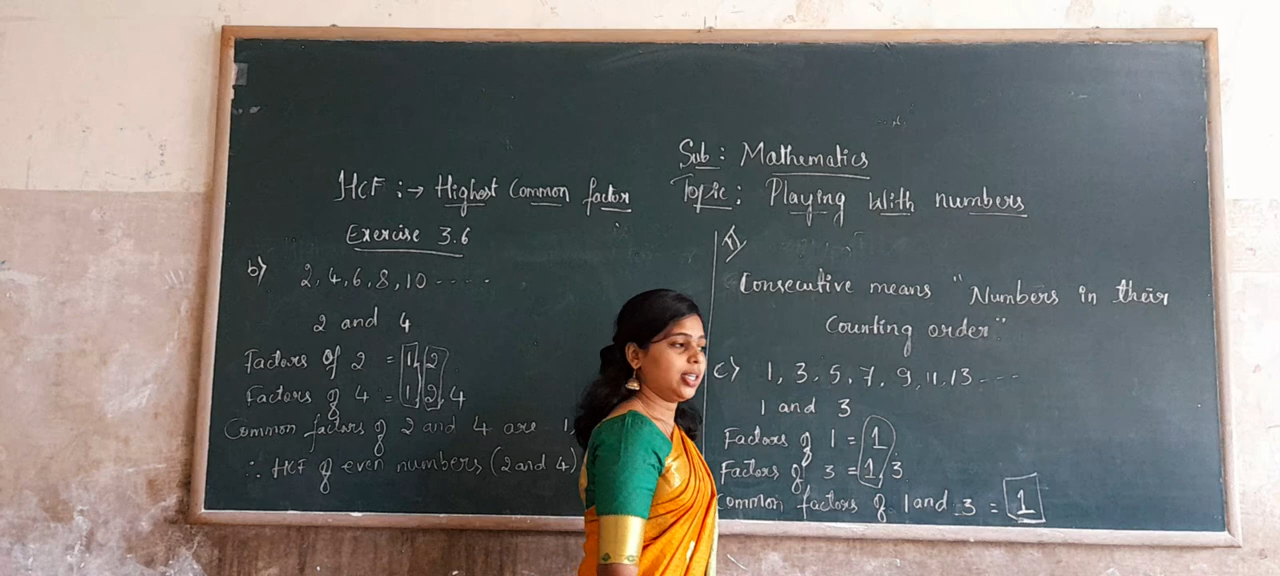 Sub: Mathematics
Topic: Playing With numbers
HCF :→ Highest Common factor
Exercise 3.6
b) 2, 4, 6, 8, 10 - - - -
2 and 4
Factors of 2 = 1, 2
Factors of 4 = 1, 2, 4
Common factors of 2 and 4 are 1,
∴ HCF of even numbers (2 and 4)
Consecutive means "Numbers in their
Counting order"
c) 1, 3, 5, 7, 9, 11, 13 - - -
1 and 3
Factors of 1 = 1
Factors of 3 = 1, 3
Common factors of 1 and 3 = 1